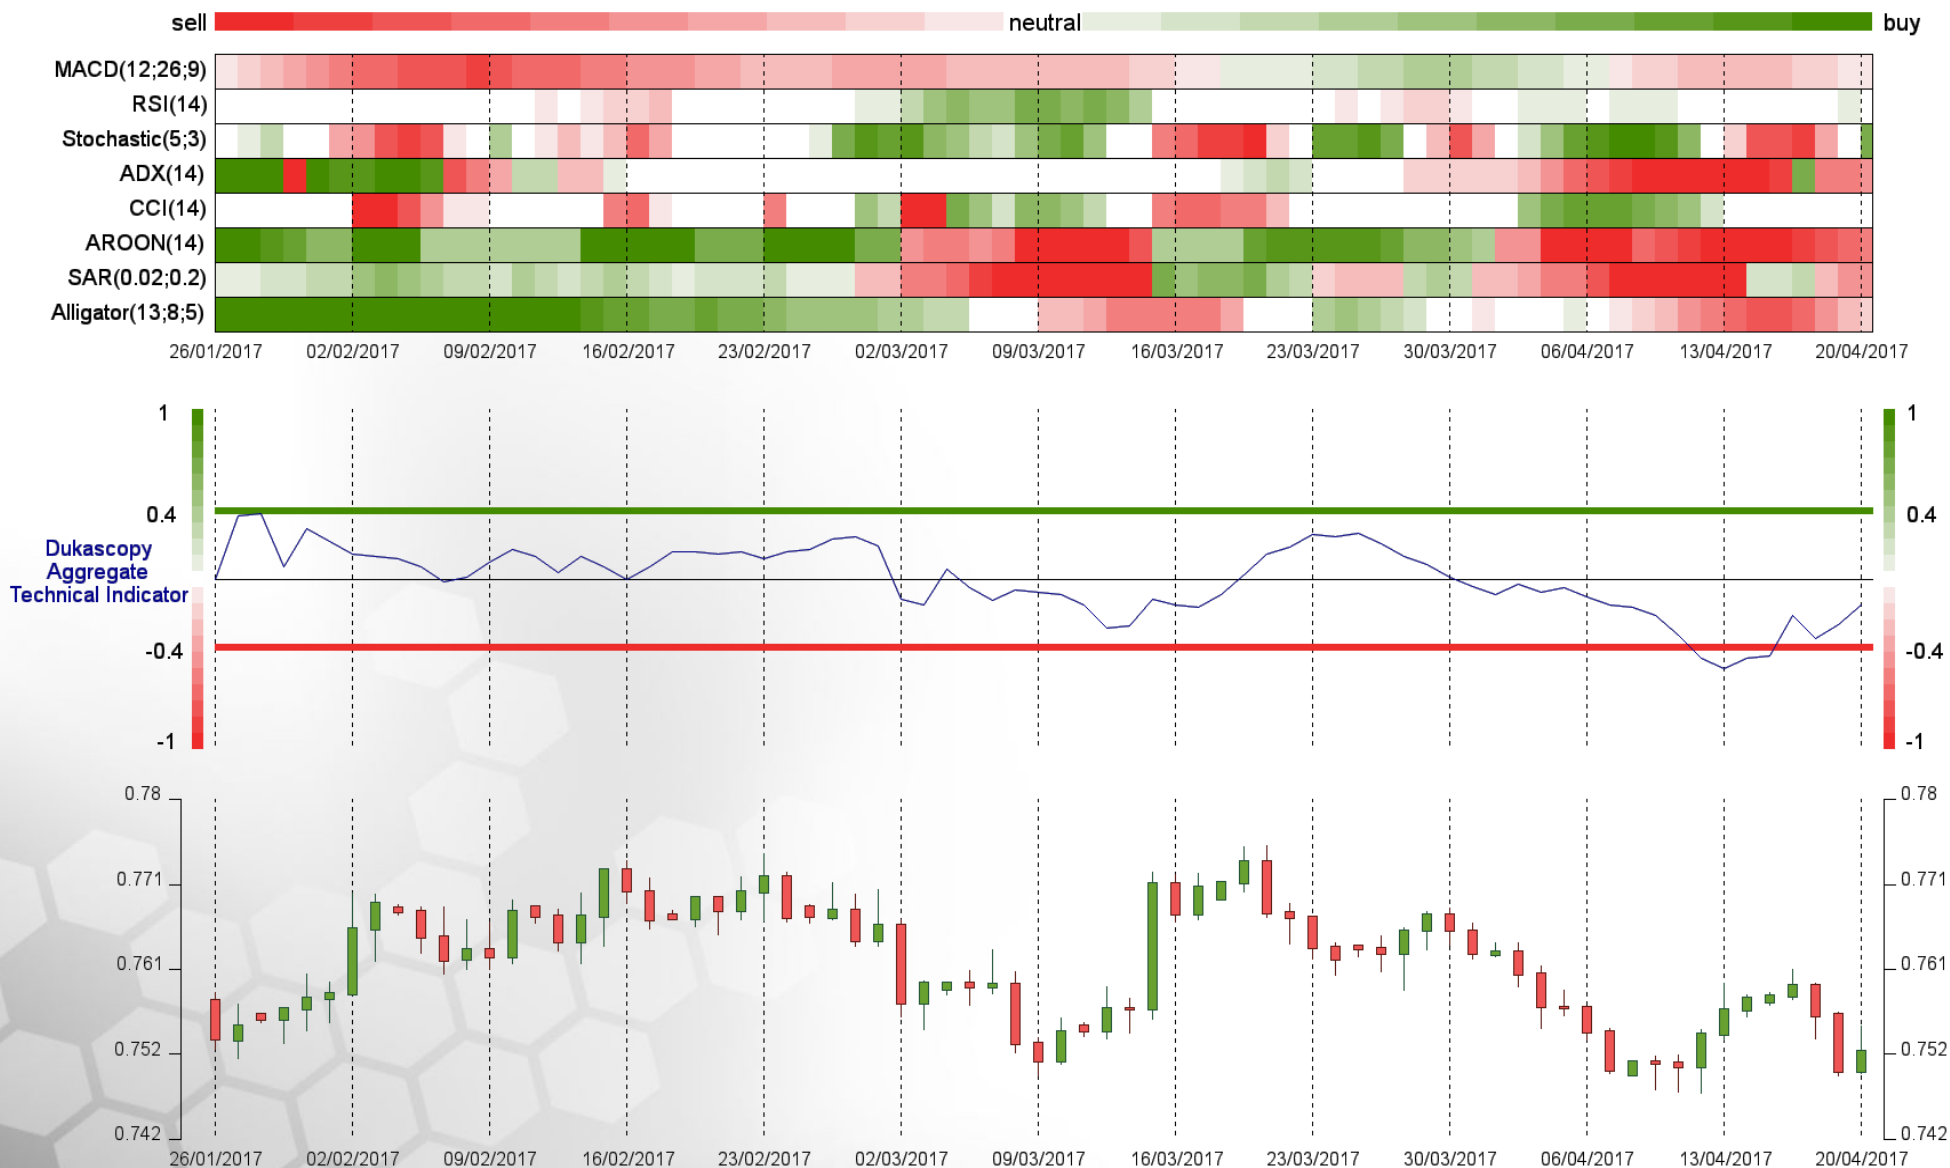 sell neutral buy
MACD(12;26;9)
RSI(14)
Stochastic(5;3)
ADX(14)
CCI(14)
AROON(14)
SAR(0.02;0.2)
Alligator(13;8;5)
26/01/2017 02/02/2017 09/02/2017 16/02/2017 23/02/2017 02/03/2017 09/03/2017 16/03/2017 23/03/2017 30/03/2017 06/04/2017 13/04/2017 20/04/2017
1 1
0.4 0.4
Dukascopy
Aggregate
Technical Indicator
-0.4 -0.4
-1 -1
0.78 0.78
0.771 0.771
0.761 0.761
0.752 0.752
0.742 0.742
26/01/2017 02/02/2017 09/02/2017 16/02/2017 23/02/2017 02/03/2017 09/03/2017 16/03/2017 23/03/2017 30/03/2017 06/04/2017 13/04/2017 20/04/2017